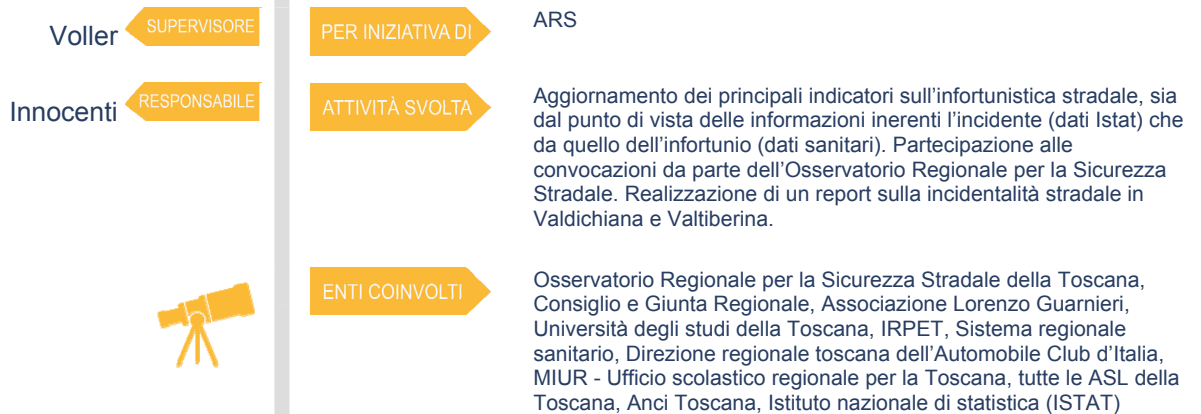 Voller
SUPERVISORE
Innocenti
RESPONSABILE
PER INIZIATIVA DI
ARS
ATTIVITÀ SVOLTA
Aggiornamento dei principali indicatori sull’infortunistica stradale, sia
dal punto di vista delle informazioni inerenti l’incidente (dati Istat) che
da quello dell’infortunio (dati sanitari). Partecipazione alle
convocazioni da parte dell’Osservatorio Regionale per la Sicurezza
Stradale. Realizzazione di un report sulla incidentalità stradale in
Valdichiana e Valtiberina.
ENTI COINVOLTI
Osservatorio Regionale per la Sicurezza Stradale della Toscana,
Consiglio e Giunta Regionale, Associazione Lorenzo Guarnieri,
Università degli studi della Toscana, IRPET, Sistema regionale
sanitario, Direzione regionale toscana dell’Automobile Club d’Italia,
MIUR - Ufficio scolastico regionale per la Toscana, tutte le ASL della
Toscana, Anci Toscana, Istituto nazionale di statistica (ISTAT)